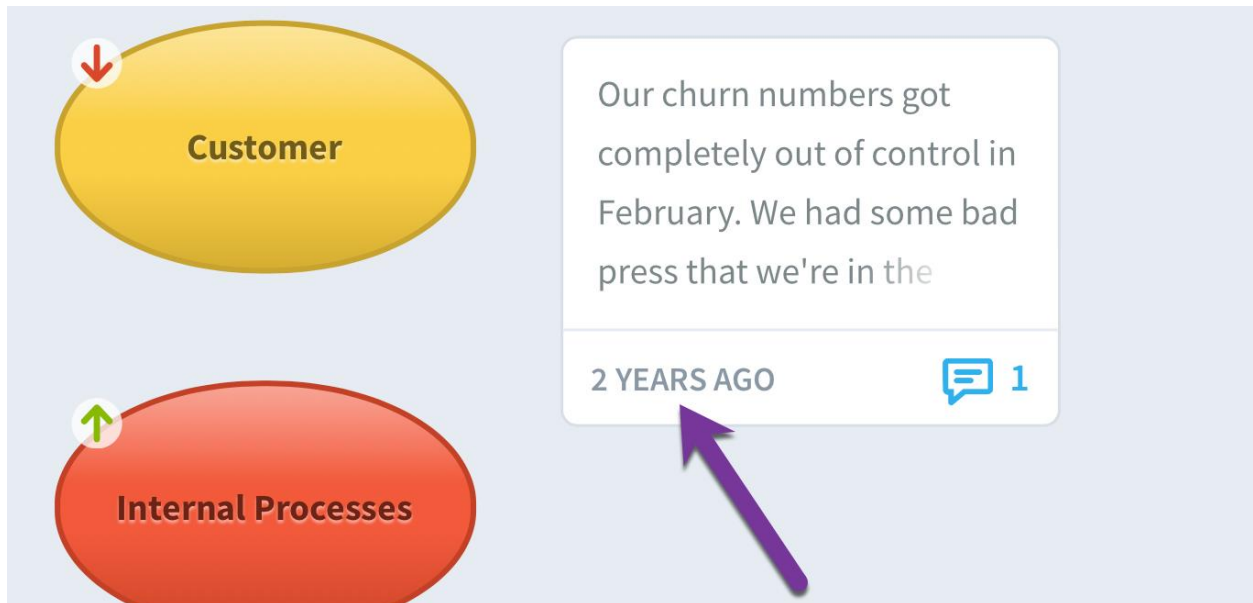 Customer
Our churn numbers got
completely out of control in
February. We had some bad
press that we're in the
2 YEARS AGO
1
Internal Processes